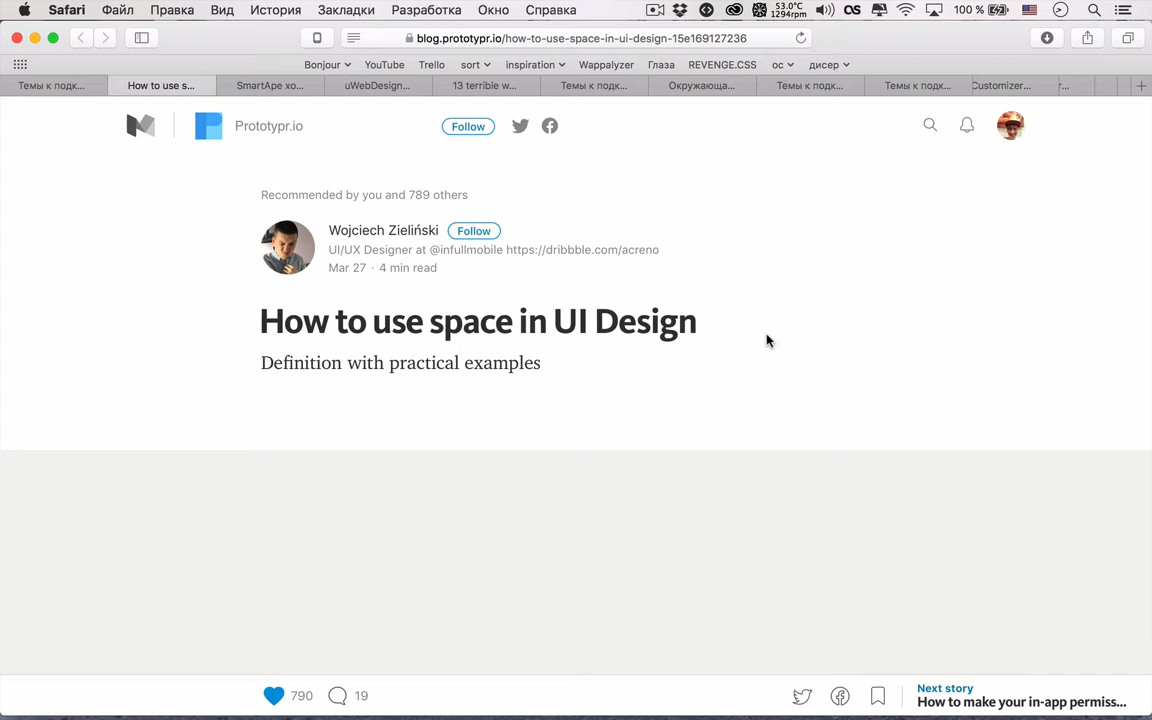 Safari Файл Правка Вид История Закладки Разработка Окно Справка 53.0°C 1294rpm 100 %
blog.prototypr.io/how-to-use-space-in-ui-design-15e169127236
Bonjour YouTube Trello sort inspiration Wappalyzer Глаза REVENGE.CSS ос дисер
Темы к подк... How to use s... SmartApe хо... uWebDesign... 13 terrible w... Темы к подк... Окружающа... Темы к подк... Темы к подк... Customizer...
Prototypr.io Follow
Recommended by you and 789 others
Wojciech Zieliński Follow
UI/UX Designer at @infullmobile https://dribbble.com/acreno
Mar 27 · 4 min read
How to use space in UI Design
Definition with practical examples
790 19
Next story
How to make your in-app permiss...